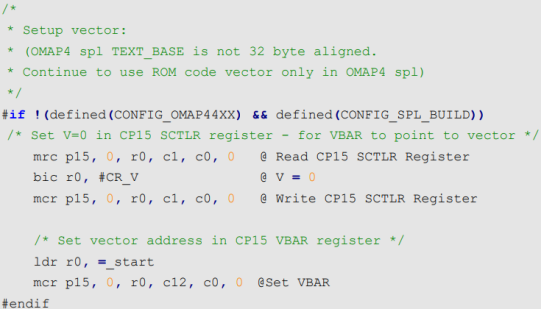 /*
 * Setup vector:
 * (OMAP4 spl TEXT_BASE is not 32 byte aligned.
 * Continue to use ROM code vector only in OMAP4 spl)
 */
#if !(defined(CONFIG_OMAP44XX) && defined(CONFIG_SPL_BUILD))
 /* Set V=0 in CP15 SCTLR register - for VBAR to point to vector */
    mrc p15, 0, r0, c1, c0, 0   @ Read CP15 SCTLR Register
    bic r0, #CR_V               @ V = 0
    mcr p15, 0, r0, c1, c0, 0   @ Write CP15 SCTLR Register

    /* Set vector address in CP15 VBAR register */
    ldr r0, =_start
    mcr p15, 0, r0, c12, c0, 0  @Set VBAR
#endif